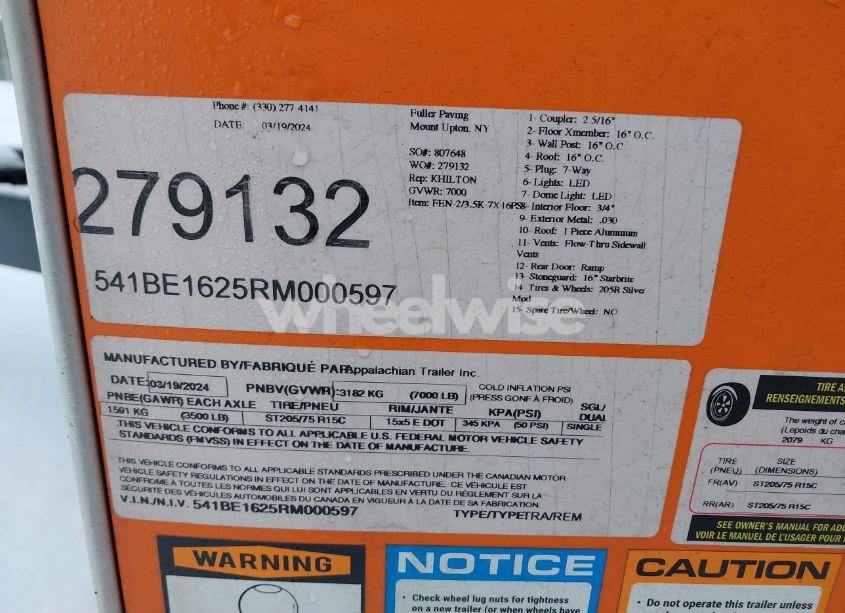 Phone #: (330) 277 4141
DATE: 03/19/2024
279132
541BE1625RM000597
Fuller Paving
Mount Upton, NY
SO#: 807648
WO#: 279132
Rep: KHILTON
GVWR: 7000
Item: FEN-2/3.5K-7X16PS8-
1- Coupler: 2 5/16"
2- Floor Xmember: 16" O.C.
3- Wall Post: 16" O.C.
4- Roof: 16" O.C.
5- Plug: 7-Way
6- Lights: LED
7- Dome Light: LED
Interior Floor: 3/4"
9- Exterior Metal: .030
10- Roof: 1 Piece Aluminum
11- Vents: Flow-Thru Sidewall
Vents
12- Rear Door: Ramp
13- Stoneguard: 16" Starbrite
14- Tires & Wheels: 205R Silver
Mod
15- Spare Tire/Wheel: NO
wheelwise
MANUFACTURED BY/FABRIQUÉ PAR: Appalachian Trailer Inc.
DATE: 03/19/2024 PNBV(GVWR): 3182 KG (7000 LB) COLD INFLATION PSI
(PRESS GONF À FROID)
PNBE(GAWR) EACH AXLE TIRE/PNEU RIM/JANTE KPA(PSI) SGL/
DUAL
1591 KG (3500 LB) ST205/75 R15C 15x5 E DOT 345 KPA (50 PSI) SINGLE
THIS VEHICLE CONFORMS TO ALL APPLICABLE U.S. FEDERAL MOTOR VEHICLE SAFETY
STANDARDS (FMVSS) IN EFFECT ON THE DATE OF MANUFACTURE.
THIS VEHICLE CONFORMS TO ALL APPLICABLE STANDARDS PRESCRIBED UNDER THE CANADIAN MOTOR
VEHICLE SAFETY REGULATIONS IN EFFECT ON THE DATE OF MANUFACTURE. CE VÉHICULE EST
CONFORME À TOUTES LES NORMES QUI LUI SONT APPLICABLES EN VERTU DU RÉGLEMENT SUR LA
SÉCURITÉ DES VÉHICULES AUTOMOBILES DU CANADA EN VIGUEUR À LA DATE DE SA FABRICATION.
V.I.N./N.I.V. 541BE1625RM000597 TYPE/TYPE TRA/REM
TIRE A
RENSEIGNEMENTS
The weight of c
(Lepoids du cha
2079 KG
TIRE SIZE
(PNEU) (DIMENSIONS)
FR(AV) ST205/75 R15C
RR(AR) ST205/75 R15C
SEE OWNER'S MANUAL FOR ADD
VOIR LE MANUEL DE L'USAGER POUR
WARNING
NOTICE
• Check wheel lug nuts for tightness
on a new trailer (or when wheels have
CAUTION
• Do not operate this trailer unless